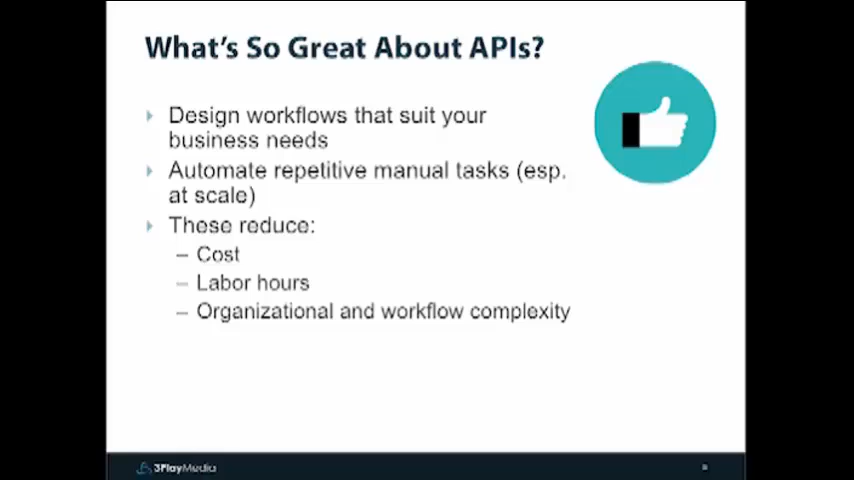 What's So Great About APIs?
Design workflows that suit your
business needs
Automate repetitive manual tasks (esp.
at scale)
These reduce:
– Cost
– Labor hours
– Organizational and workflow complexity
3PlayMedia